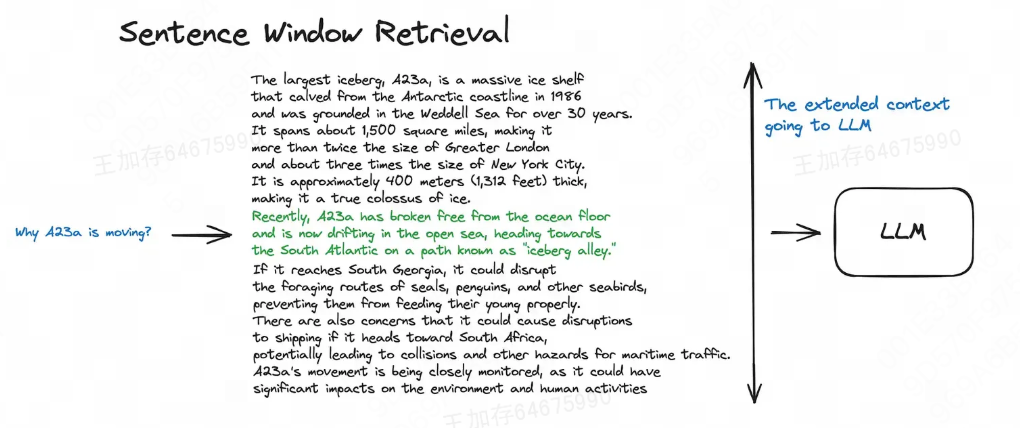 Sentence Window Retrieval
The largest iceberg, A23a, is a massive ice shelf
that calved from the Antarctic coastline in 1986
and was grounded in the Weddell Sea for over 30 years.
It spans about 1,500 square miles, making it
more than twice the size of Greater London
and about three times the size of New York City.
It is approximately 400 meters (1,312 feet) thick,
making it a true colossus of ice.
Recently, A23a has broken free from the ocean floor
and is now drifting in the open sea, heading towards
the South Atlantic on a path known as "iceberg alley."
If it reaches South Georgia, it could disrupt
the foraging routes of seals, penguins, and other seabirds,
preventing them from feeding their young properly.
There are also concerns that it could cause disruptions
to shipping if it heads toward South Africa,
potentially leading to collisions and other hazards for maritime traffic.
A23a's movement is being closely monitored, as it could have
significant impacts on the environment and human activities
Why A23a is moving?
The extended context
going to LLM
LLM
王加存64675990
王加存64675990
王加存64675990